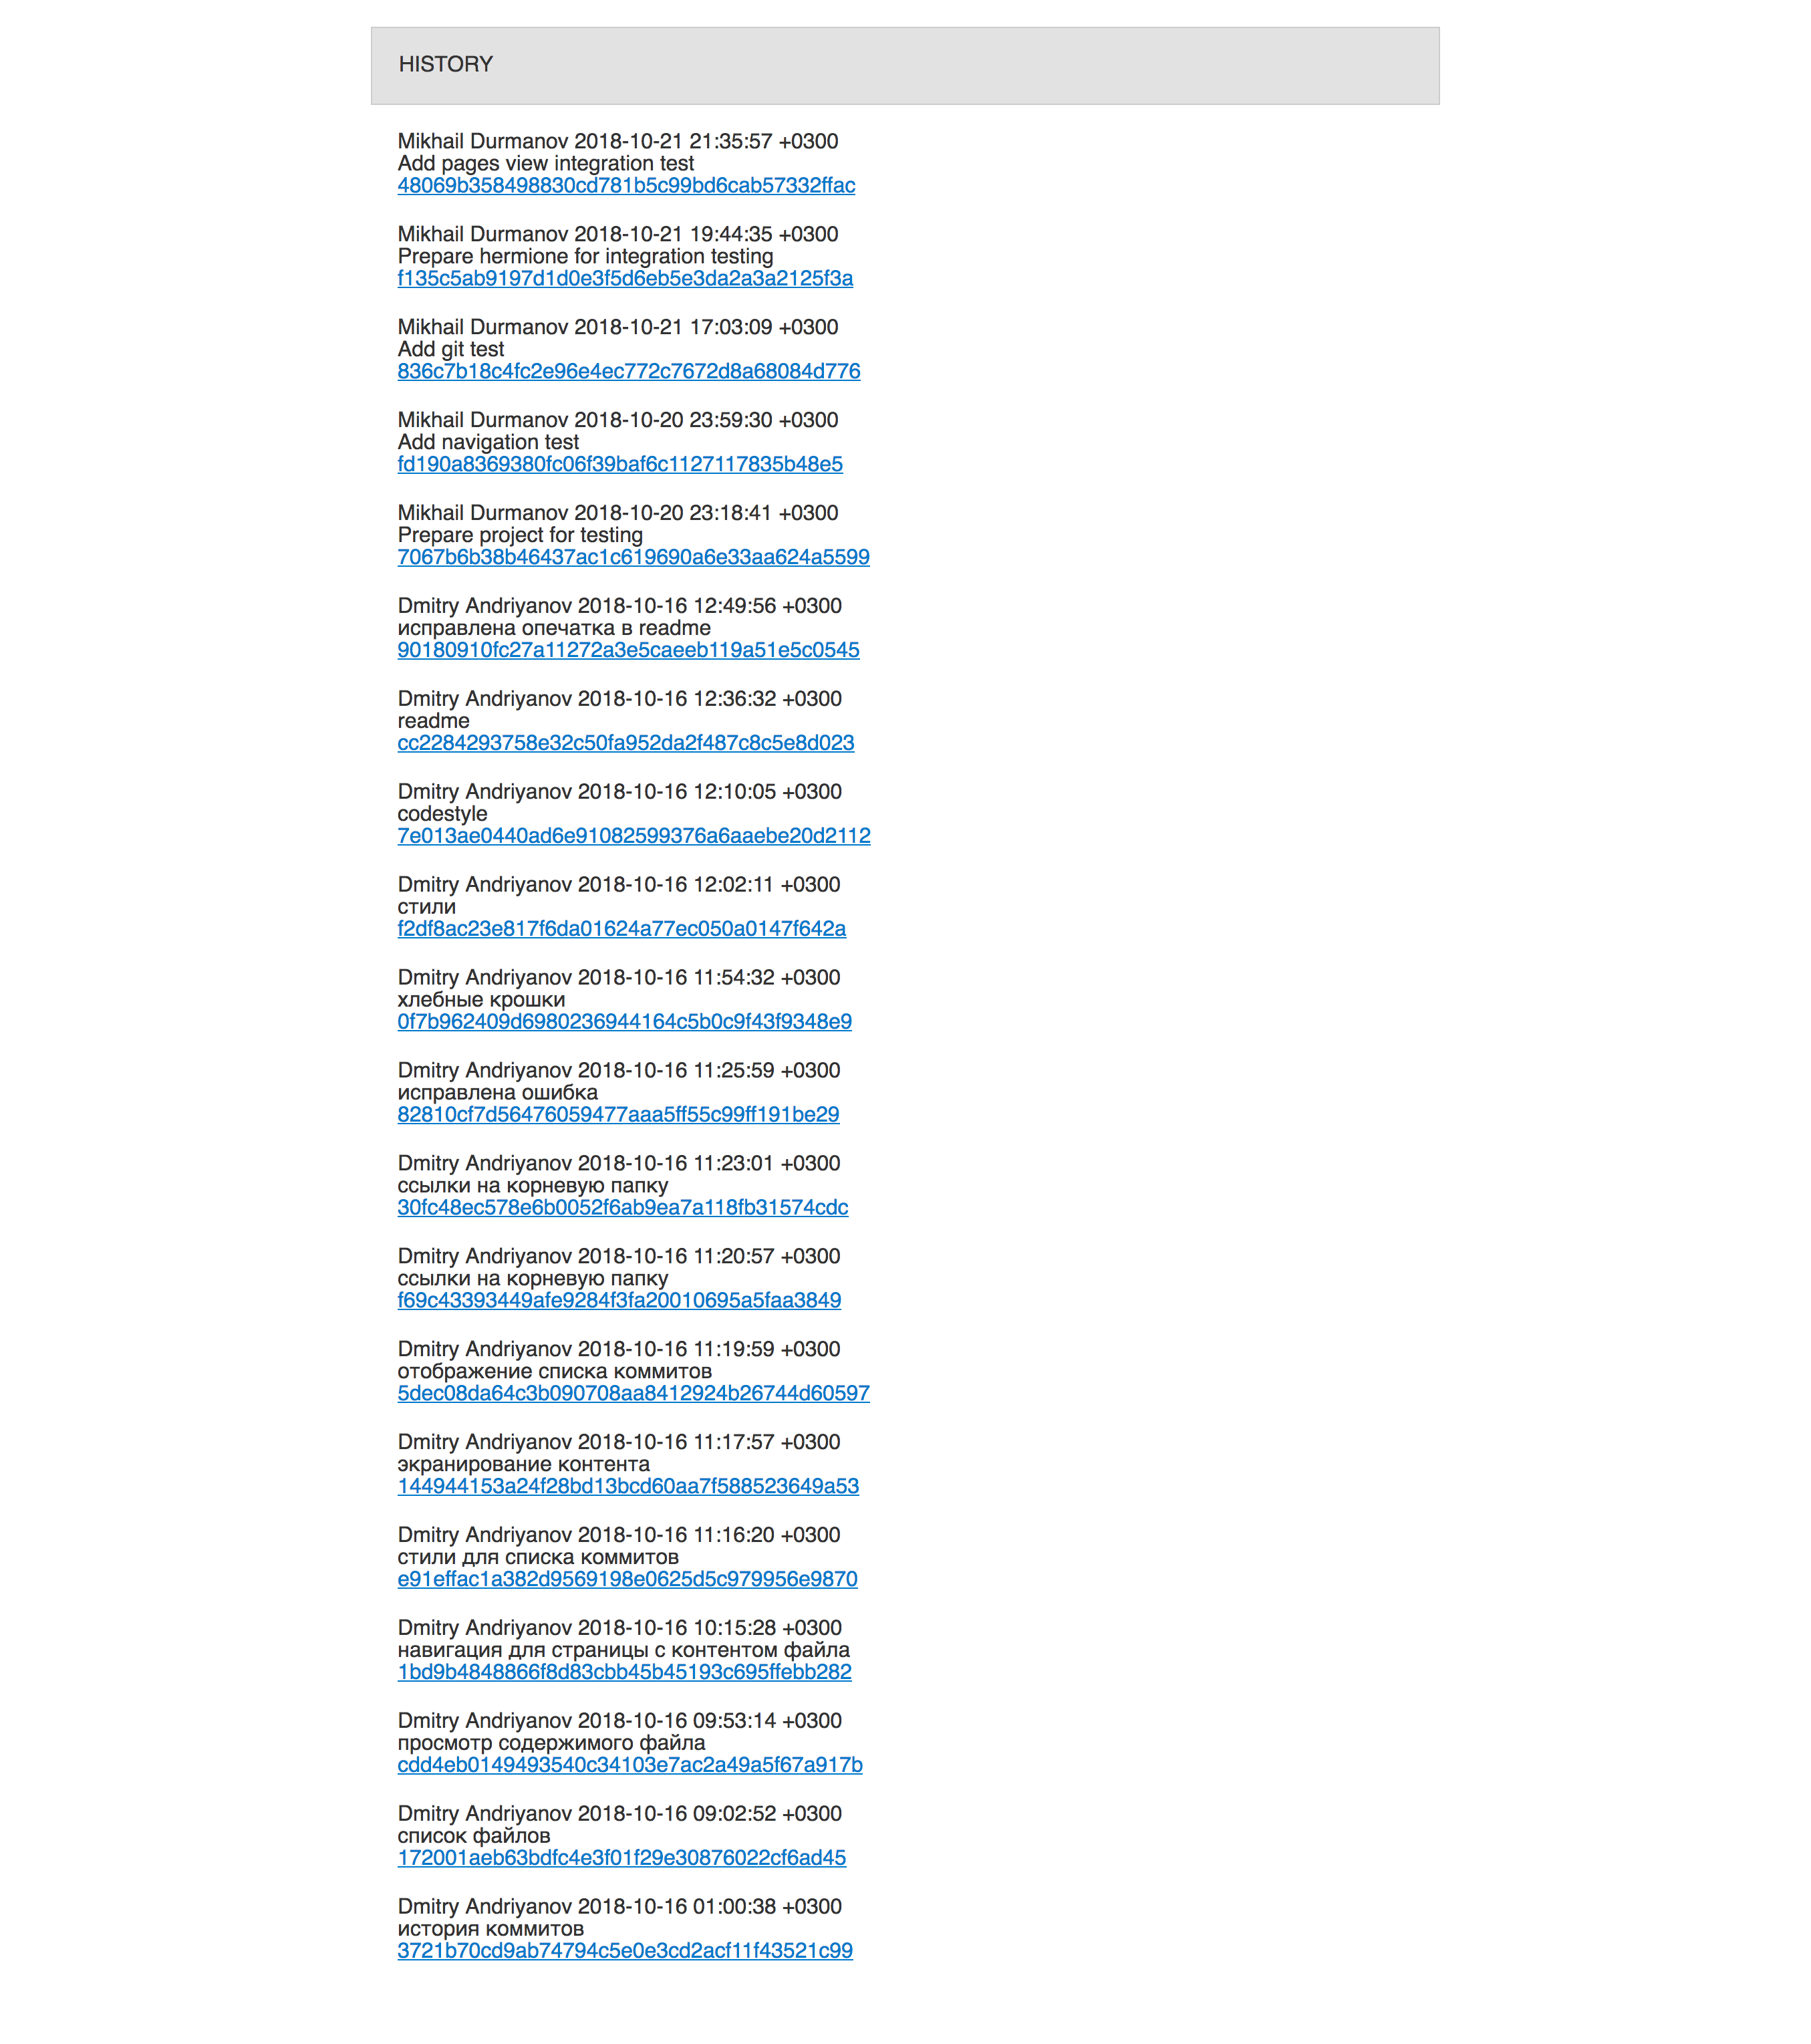 HISTORY
Mikhail Durmanov 2018-10-21 21:35:57 +0300
Add pages view integration test
48069b358498830cd781b5c99bd6cab57332ffac
Mikhail Durmanov 2018-10-21 19:44:35 +0300
Prepare hermione for integration testing
f135c5ab9197d1d0e3f5d6eb5e3da2a3a2125f3a
Mikhail Durmanov 2018-10-21 17:03:09 +0300
Add git test
836c7b18c4fc2e96e4ec772c7672d8a68084d776
Mikhail Durmanov 2018-10-20 23:59:30 +0300
Add navigation test
fd190a8369380fc06f39baf6c1127117835b48e5
Mikhail Durmanov 2018-10-20 23:18:41 +0300
Prepare project for testing
7067b6b38b46437ac1c619690a6e33aa624a5599
Dmitry Andriyanov 2018-10-16 12:49:56 +0300
исправлена опечатка в readme
90180910fc27a11272a3e5caeeb119a51e5c0545
Dmitry Andriyanov 2018-10-16 12:36:32 +0300
readme
cc2284293758e32c50fa952da2f487c8c5e8d023
Dmitry Andriyanov 2018-10-16 12:10:05 +0300
codestyle
7e013ae0440ad6e91082599376a6aaebe20d2112
Dmitry Andriyanov 2018-10-16 12:02:11 +0300
стили
f2df8ac23e817f6da01624a77ec050a0147f642a
Dmitry Andriyanov 2018-10-16 11:54:32 +0300
хлебные крошки
0f7b962409d6980236944164c5b0c9f43f9348e9
Dmitry Andriyanov 2018-10-16 11:25:59 +0300
исправлена ошибка
82810cf7d56476059477aaa5ff55c99ff191be29
Dmitry Andriyanov 2018-10-16 11:23:01 +0300
ссылки на корневую папку
30fc48ec578e6b0052f6ab9ea7a118fb31574cdc
Dmitry Andriyanov 2018-10-16 11:20:57 +0300
ссылки на корневую папку
f69c43393449afe9284f3fa20010695a5faa3849
Dmitry Andriyanov 2018-10-16 11:19:59 +0300
отображение списка коммитов
5dec08da64c3b090708aa8412924b26744d60597
Dmitry Andriyanov 2018-10-16 11:17:57 +0300
экранирование контента
144944153a24f28bd13bcd60aa7f588523649a53
Dmitry Andriyanov 2018-10-16 11:16:20 +0300
стили для списка коммитов
e91effac1a382d9569198e0625d5c979956e9870
Dmitry Andriyanov 2018-10-16 10:15:28 +0300
навигация для страницы с контентом файла
1bd9b4848866f8d83cbb45b45193c695ffebb282
Dmitry Andriyanov 2018-10-16 09:53:14 +0300
просмотр содержимого файла
cdd4eb0149493540c34103e7ac2a49a5f67a917b
Dmitry Andriyanov 2018-10-16 09:02:52 +0300
список файлов
172001aeb63bdfc4e3f01f29e30876022cf6ad45
Dmitry Andriyanov 2018-10-16 01:00:38 +0300
история коммитов
3721b70cd9ab74794c5e0e3cd2acf11f43521c99